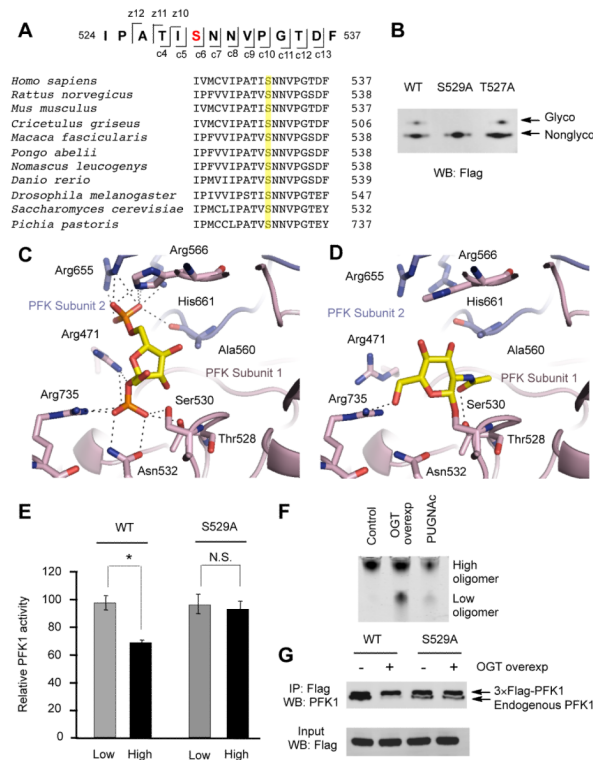 A
z12 z11 z10
524 I P A T I S N N V P G T D F 537
c4 c5 c6 c7 c8 c9 c10 c11 c12 c13
Homo sapiens IVMCVIPATISNNVPGTDF 537
Rattus norvegicus IPFVVIPATVSNNVPGSDF 538
Mus musculus IPFVVIPATVSNNVPGTDF 537
Cricetulus griseus IPFVVIPATVSNNVPGTDF 506
Macaca fascicularis IPFVVIPATVSNNVPGSDF 538
Pongo abelii IPFVVIPATVSNNVPGSDF 538
Nomascus leucogenys IPFVVIPATVSNNVPGSDF 538
Danio rerio IPMVIIPATVSNNVPGSDF 539
Drosophila melanogaster IPIVVIPSTISNNVPGTEF 547
Saccharomyces cerevisiae IPMCLIPATVSNNVPGTEY 532
Pichia pastoris IPMCCLPATVSNNVPGTEY 737
B
WT S529A T527A
Glyco
Nonglyco
WB: Flag
C
Arg655
Arg566
PFK Subunit 2
His661
Arg471
Ala560
PFK Subunit 1
Arg735
Ser530
Thr528
Asn532
D
Arg655
Arg566
PFK Subunit 2
His661
Arg471
Ala560
PFK Subunit 1
Arg735
Ser530
Thr528
Asn532
E
WT S529A
* N.S.
Relative PFK1 activity
120
100
80
60
40
20
0
Low High Low High
F
Control
OGT overexp
PUGNAc
High oligomer
Low oligomer
G
WT S529A
- + - + OGT overexp
IP: Flag
WB: PFK1
3×Flag-PFK1
Endogenous PFK1
Input
WB: Flag